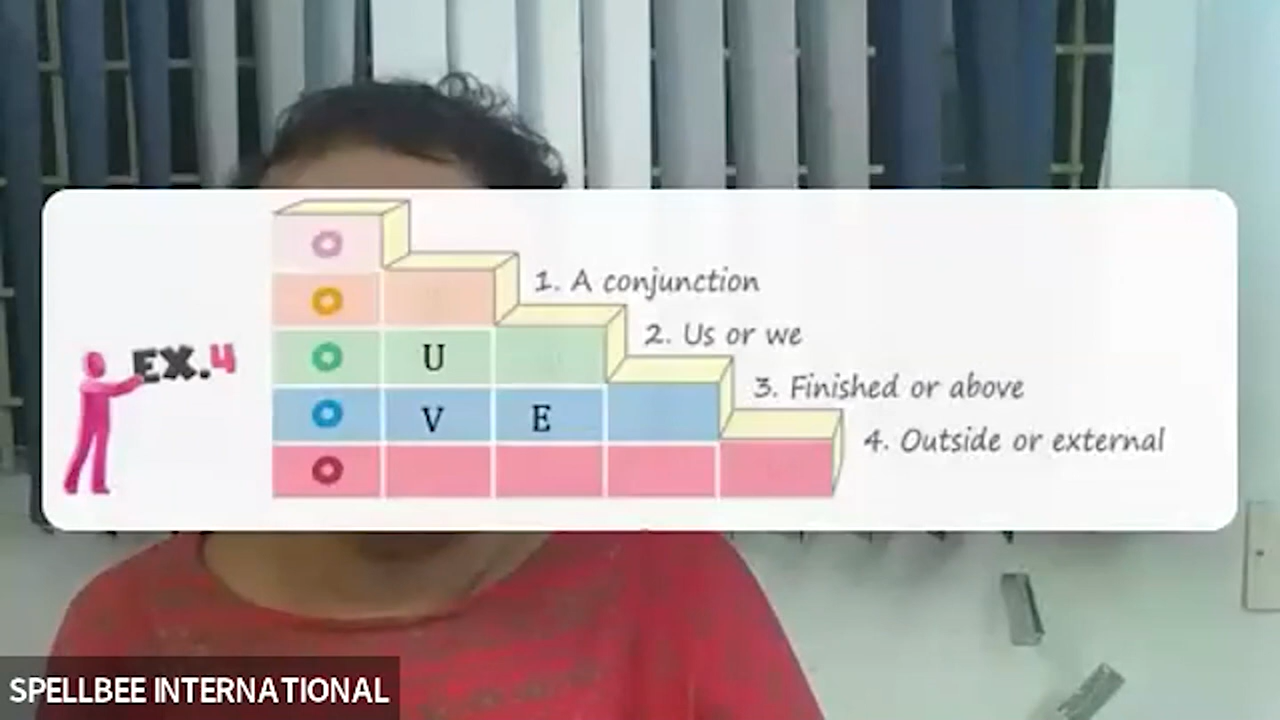 O
O
1. A conjunction
O U
2. Us or we
O V E
3. Finished or above
O
4. Outside or external
EX.4
SPELLBEE INTERNATIONAL